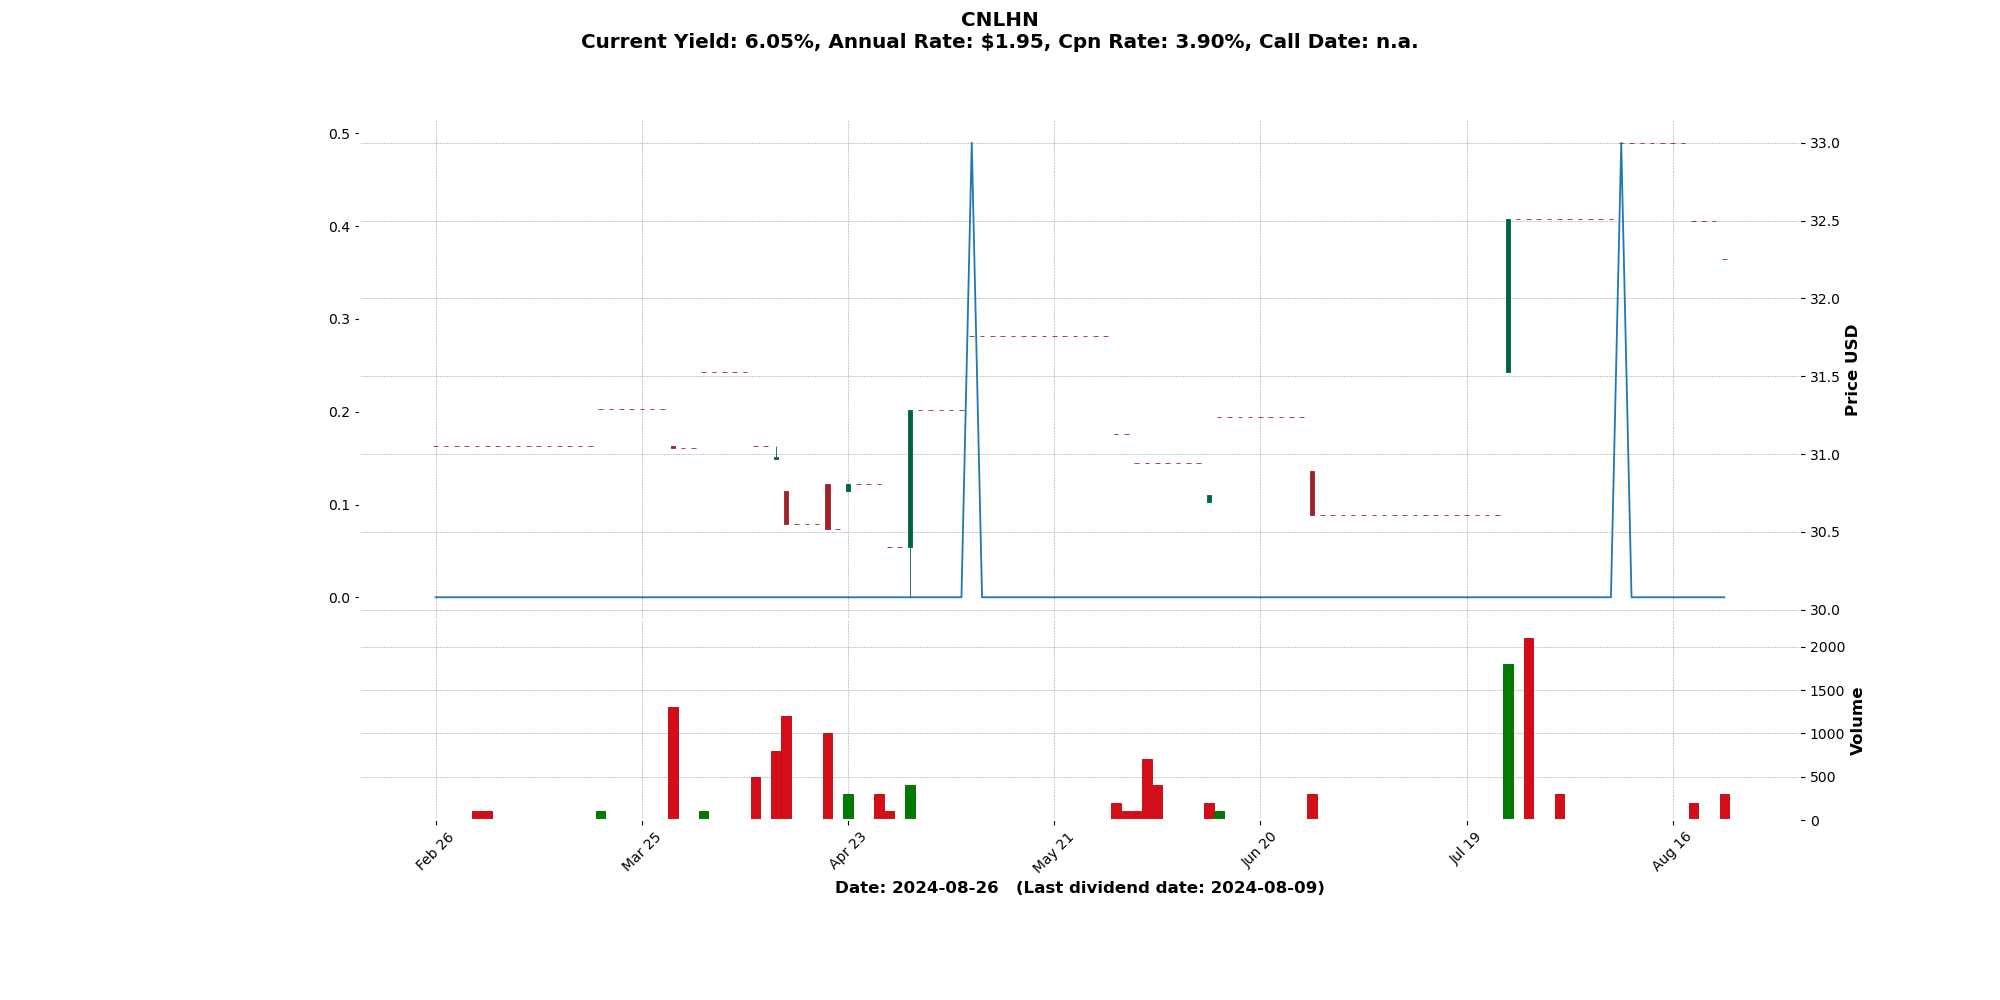 CNLHN
Current Yield: 6.05%, Annual Rate: $1.95, Cpn Rate: 3.90%, Call Date: n.a.
0.5
0.4
0.3
0.2
0.1
0.0
33.0
32.5
32.0
31.5
31.0
30.5
30.0
Price USD
2000
1500
1000
500
0
Volume
Feb 26
Mar 25
Apr 23
May 21
Jun 20
Jul 19
Aug 16
Date: 2024-08-26   (Last dividend date: 2024-08-09)